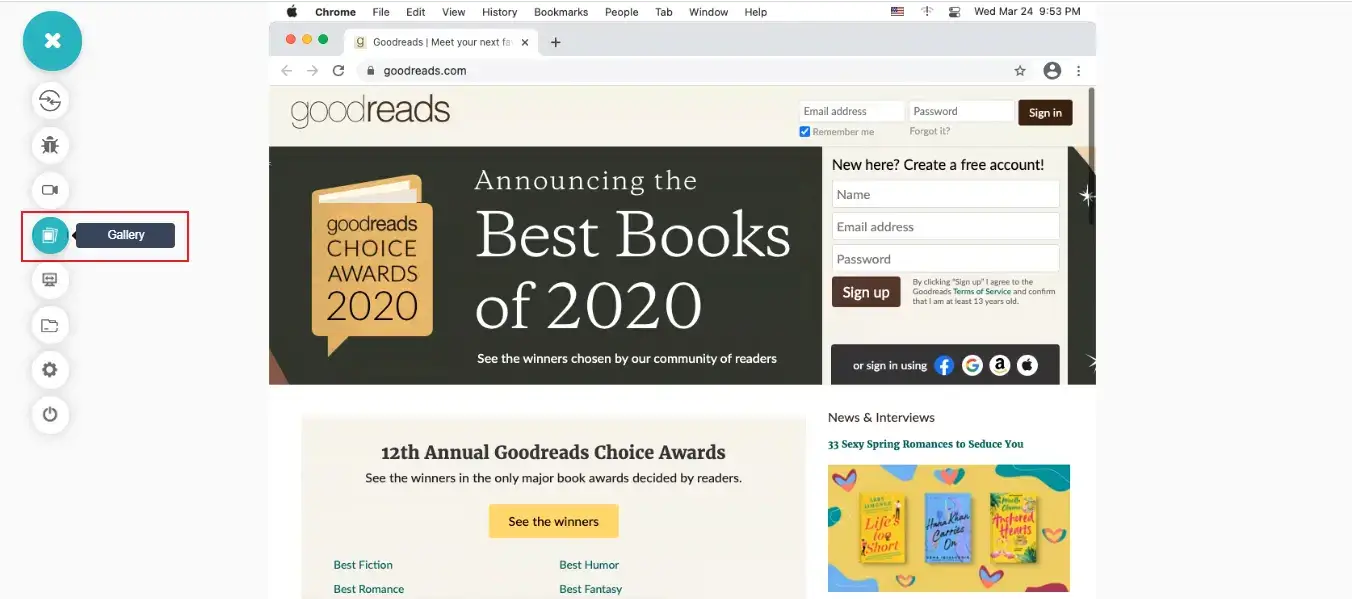 Chrome File Edit View History Bookmarks People Tab Window Help Wed Mar 24 9:53 PM
Goodreads | Meet your next fa
goodreads.com
goodreads
Email address Password Sign in
Remember me Forgot it?
Gallery
goodreads
CHOICE
AWARDS
2020
Announcing the
Best Books
of 2020
See the winners chosen by our community of readers
New here? Create a free account!
Name
Email address
Password
Sign up
By clicking "Sign up" I agree to the
Goodreads Terms of Service and confirm
that I am at least 13 years old.
or sign in using
12th Annual Goodreads Choice Awards
See the winners in the only major book awards decided by readers.
See the winners
Best Fiction Best Humor
Best Romance Best Fantasy
News & Interviews
33 Sexy Spring Romances to Seduce You
Life's
too
Short
Hana Khan
Carries
On
Anchored
Hearts